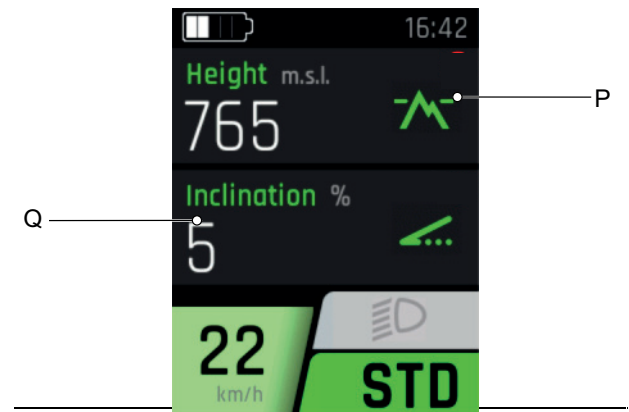 16:42
Height m.s.l.
765
P
Inclination %
Q
5
22
km/h
STD